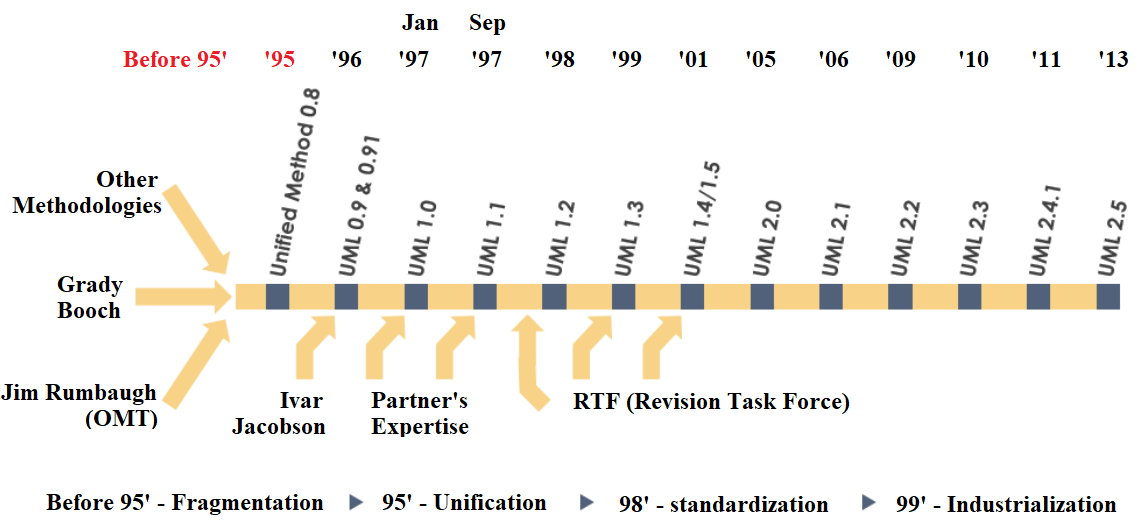 Jan Sep
Before 95' '95 '96 '97 '97 '98 '99 '01 '05 '06 '09 '10 '11 '13
Unified Method 0.8
UML 0.9 & 0.91
UML 1.0
UML 1.1
UML 1.2
UML 1.3
UML 1.4/1.5
UML 2.0
UML 2.1
UML 2.2
UML 2.3
UML 2.4.1
UML 2.5
Other
Methodologies
Grady
Booch
Jim Rumbaugh
(OMT)
Ivar
Jacobson
Partner's
Expertise
RTF (Revision Task Force)
Before 95' - Fragmentation 95' - Unification 98' - standardization 99' - Industrialization